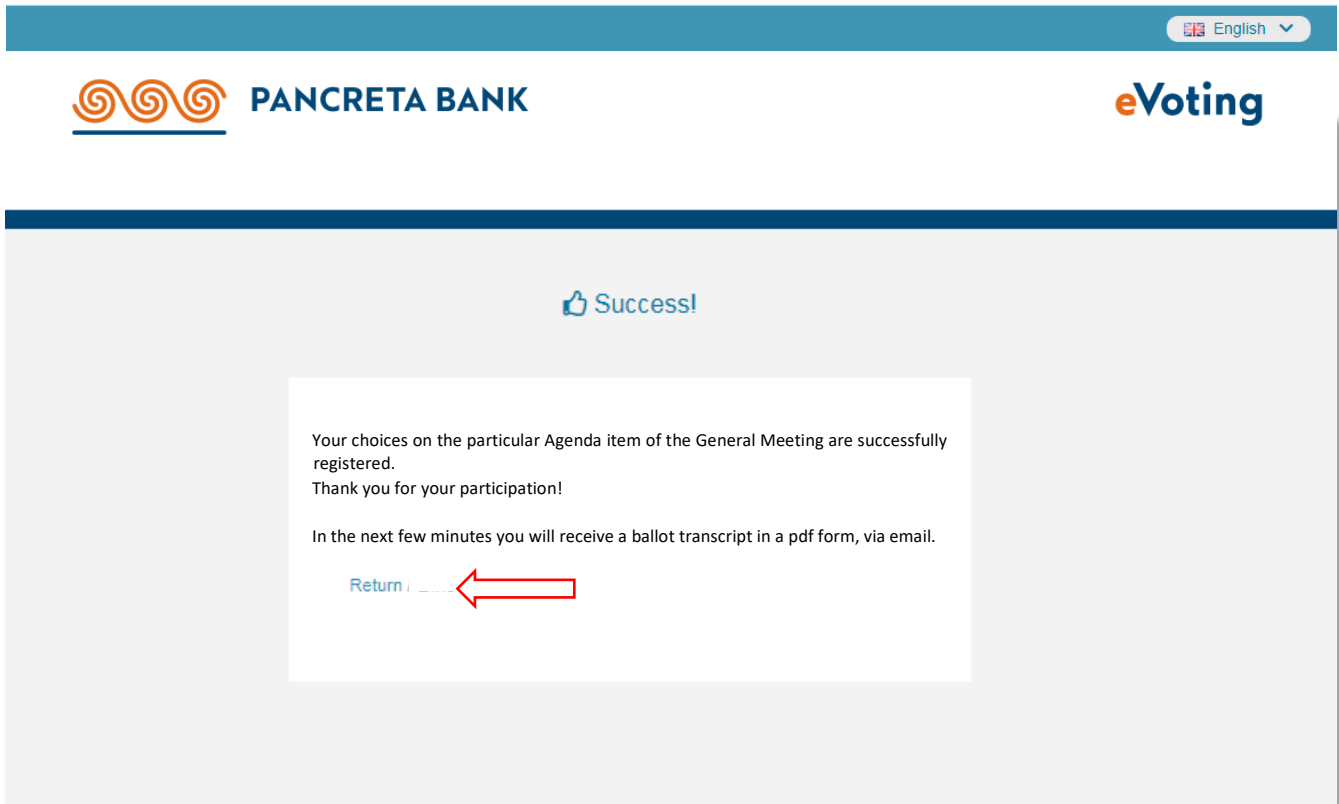 English
PANCRETA BANK
eVoting
Success!
Your choices on the particular Agenda item of the General Meeting are successfully
registered.
Thank you for your participation!
In the next few minutes you will receive a ballot transcript in a pdf form, via email.
Return